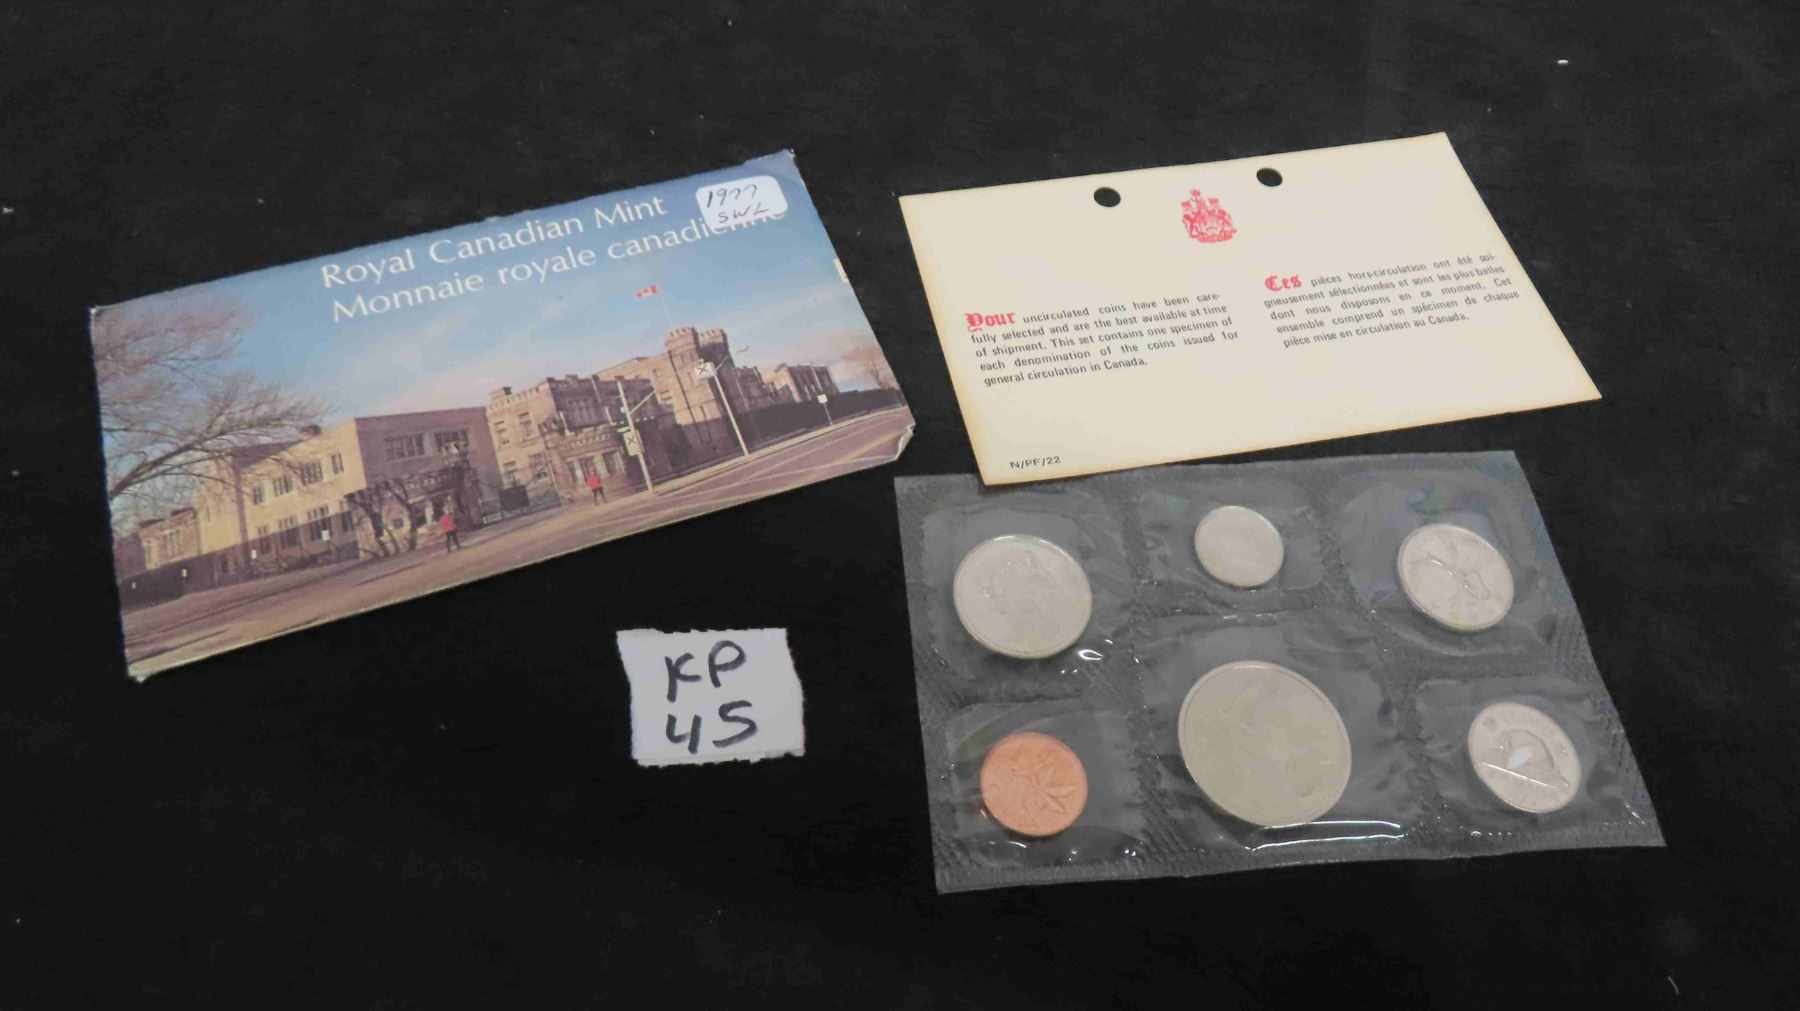 Royal Canadian Mint
Monnaie royale canadienne
1977
SWL
Your uncirculated coins have been care-
fully selected and are the best available at time
of shipment. This set contains one specimen of
each denomination of the coins issued for
general circulation in Canada.
Ces pièces hors-circulation ont été soi-
gneusement sélectionnées et sont les plus belles
dont nous disposons en ce moment. Cet
ensemble comprend un spécimen de chaque
pièce mise en circulation au Canada.
N/PF/22
KP
45